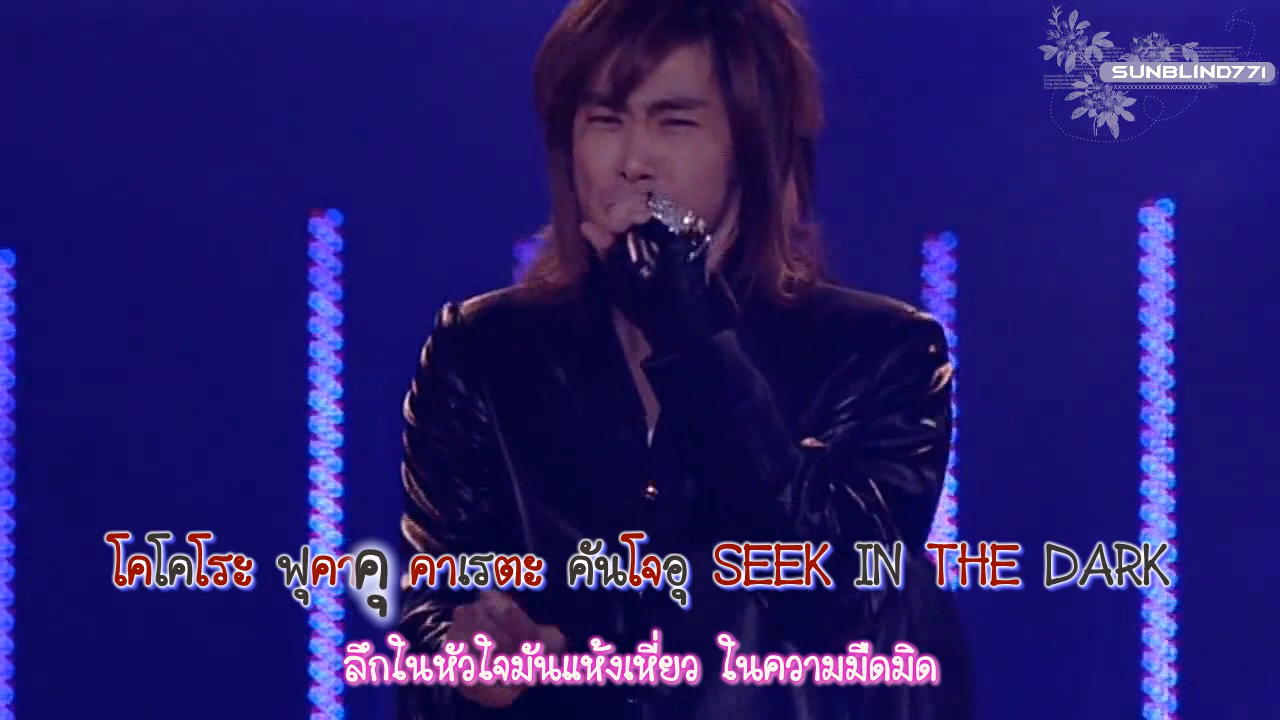 SUNBLIND771
โคโคโระ ฟุคาคุ คาเรตะ คันโจอุ SEEK IN THE DARK
ลึกในหัวใจมันแห้งเหี่ยว ในความมืดมิด